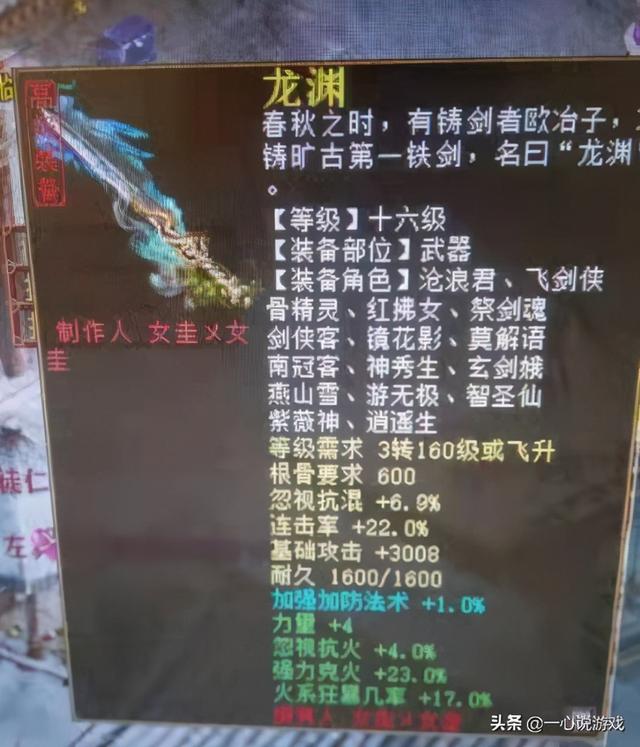 龙渊
春秋之时，有铸剑者欧冶子，
铸旷古第一铁剑，名曰“龙渊
。
【等级】十六级
【装备部位】武器
【装备角色】沧浪君、飞剑侠
骨精灵、红拂女、祭剑魂
剑侠客、镜花影、莫解语
南冠客、神秀生、玄剑娥
燕山雪、游无极、智圣仙
紫薇神、逍遥生
制作人 女圭乂女
圭
等级需求 3转160级或飞升
根骨要求 600
忽视抗混 +6.9%
连击率 +22.0%
基础攻击 +3008
耐久 1600/1600
加强加防法术 +1.0%
力量 +4
忽视抗火 +4.0%
强力克火 +23.0%
火系狂暴几率 +17.0%
徒仁
左
头条 @一心说游戏